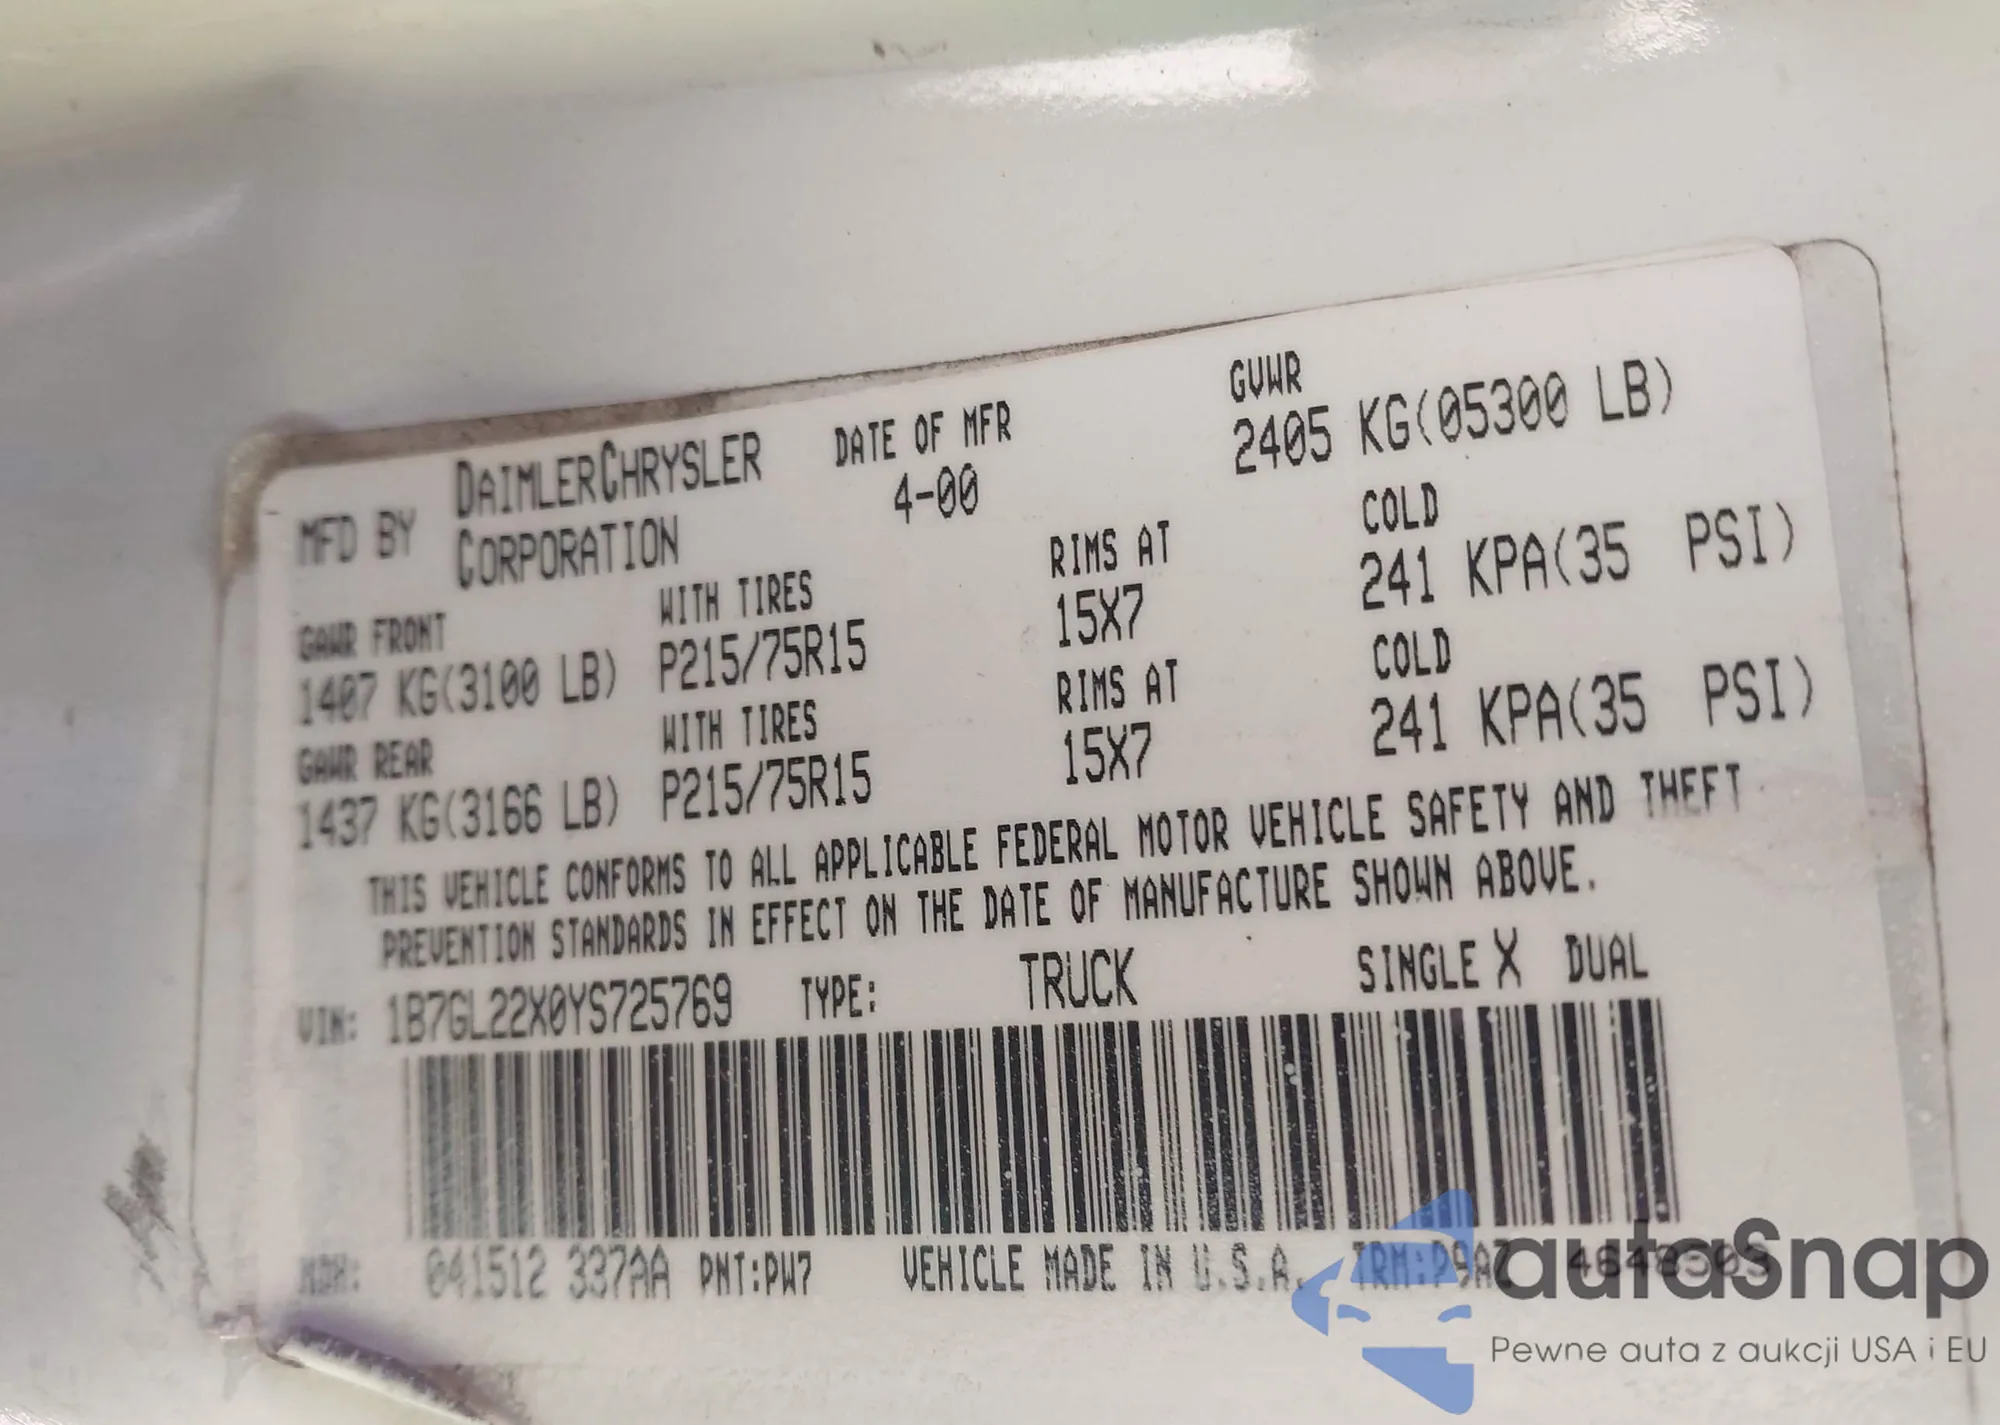 MFD BY DAIMLERCHRYSLER CORPORATION DATE OF MFR 4-00 GVWR 2405 KG(05300 LB)
GAWR FRONT WITH TIRES RIMS AT COLD
1407 KG(3100 LB) P215/75R15 15X7 241 KPA(35 PSI)
GAWR REAR WITH TIRES RIMS AT COLD
1437 KG(3166 LB) P215/75R15 15X7 241 KPA(35 PSI)
THIS VEHICLE CONFORMS TO ALL APPLICABLE FEDERAL MOTOR VEHICLE SAFETY AND THEFT
PREVENTION STANDARDS IN EFFECT ON THE DATE OF MANUFACTURE SHOWN ABOVE.
VIN: 1B7GL22X0YS725769 TYPE: TRUCK SINGLE X DUAL
MDH: 041512 337AA PNT:PW7 VEHICLE MADE IN U.S.A.
autaSnap
Pewne auta z aukcji USA i EU